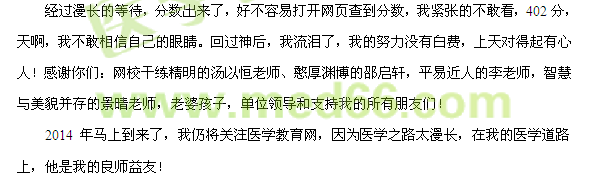 经过漫长的等待，分数出来了，好不容易打开网页查到分数，我紧张的不敢看，402 分，
天啊，我不敢相信自己的眼睛。回过神后，我流泪了，我的努力没有白费，上天对得起有心
人！感谢你们：网校干练精明的汤以恒老师、憨厚渊博的邵启轩，平易近人的李老师，智慧
与美貌并存的景晴老师，老婆孩子，单位领导和支持我的所有朋友们！
2014 年马上到来了，我仍将关注医学教育网，因为医学之路太漫长，在我的医学道路
上，他是我的良师益友！
www.med66.com